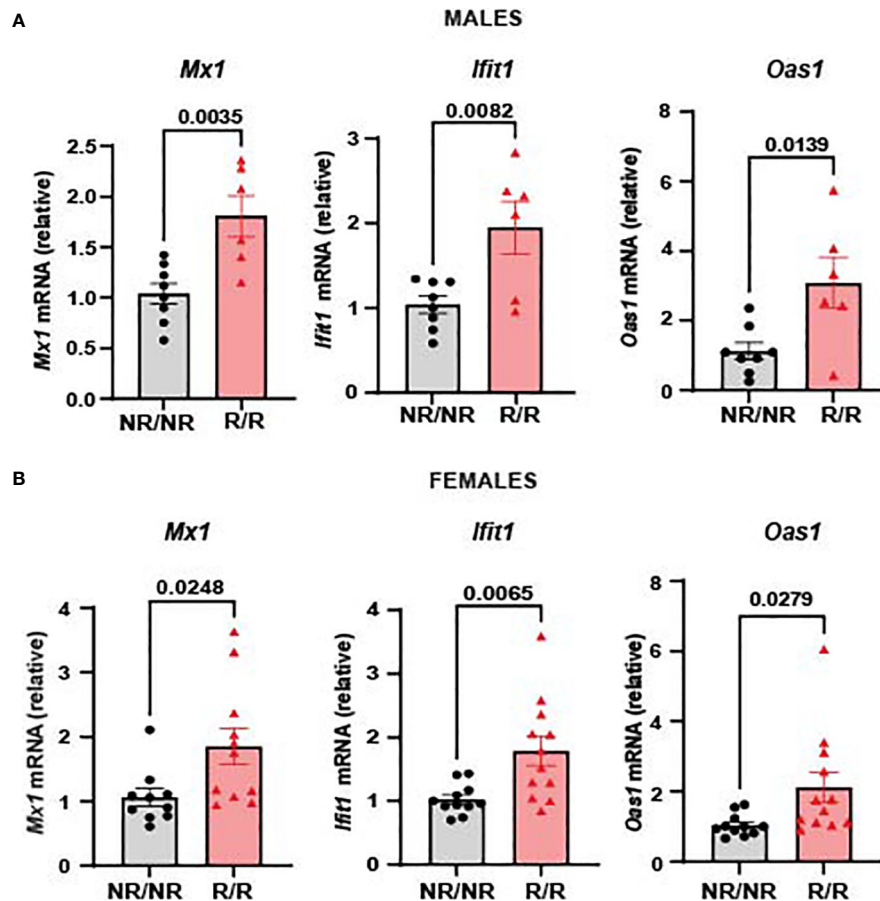 A
MALES
Mx1
Ifit1
Oas1
0.0035
0.0082
0.0139
Mx1 mRNA (relative)
2.5
2.0
1.5
1.0
0.5
0.0
NR/NR R/R
Ifit1 mRNA (relative)
3
2
1
0
NR/NR R/R
Oas1 mRNA (relative)
8
6
4
2
0
NR/NR R/R
B
FEMALES
Mx1
Ifit1
Oas1
0.0248
0.0065
0.0279
Mx1 mRNA (relative)
4
3
2
1
0
NR/NR R/R
Ifit1 mRNA (relative)
4
3
2
1
0
NR/NR R/R
Oas1 mRNA (relative)
8
6
4
2
0
NR/NR R/R